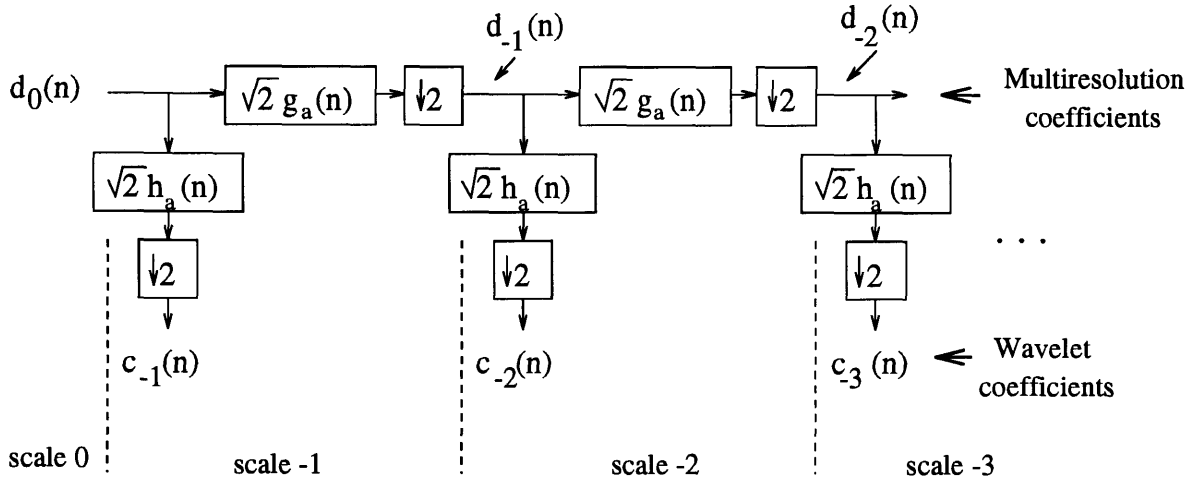 d_{-1}(n)
d_{-2}(n)
d_0(n)
√2 g_a(n)
↓2
√2 g_a(n)
↓2
Multiresolution
coefficients
√2 h_a(n)
√2 h_a(n)
√2 h_a(n)
. . .
↓2
↓2
↓2
c_{-1}(n)
c_{-2}(n)
c_{-3}(n)
Wavelet
coefficients
scale 0
scale -1
scale -2
scale -3